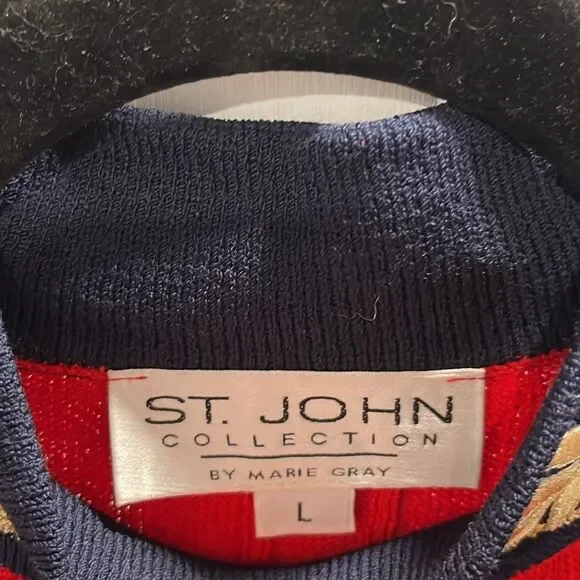 ST. JOHN
COLLECTION
BY MARIE GRAY
L